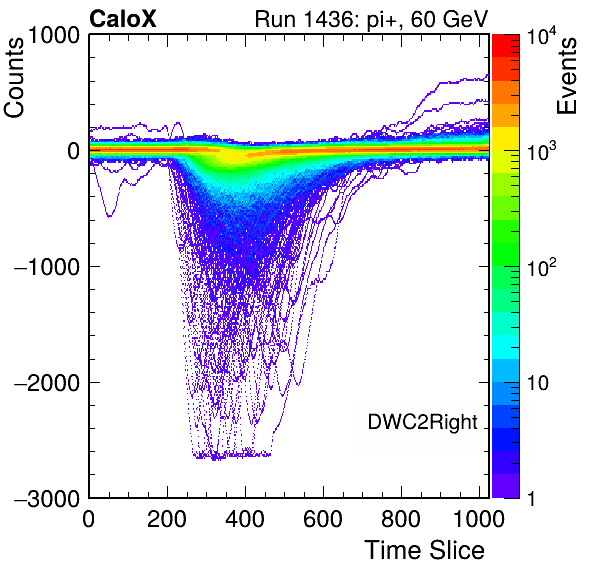 CaloX Run 1436: pi+, 60 GeV
Counts
Events
1000
0
−1000
−2000
−3000
0 200 400 600 800 1000
Time Slice
DWC2Right
10^4
10^3
10^2
10
1